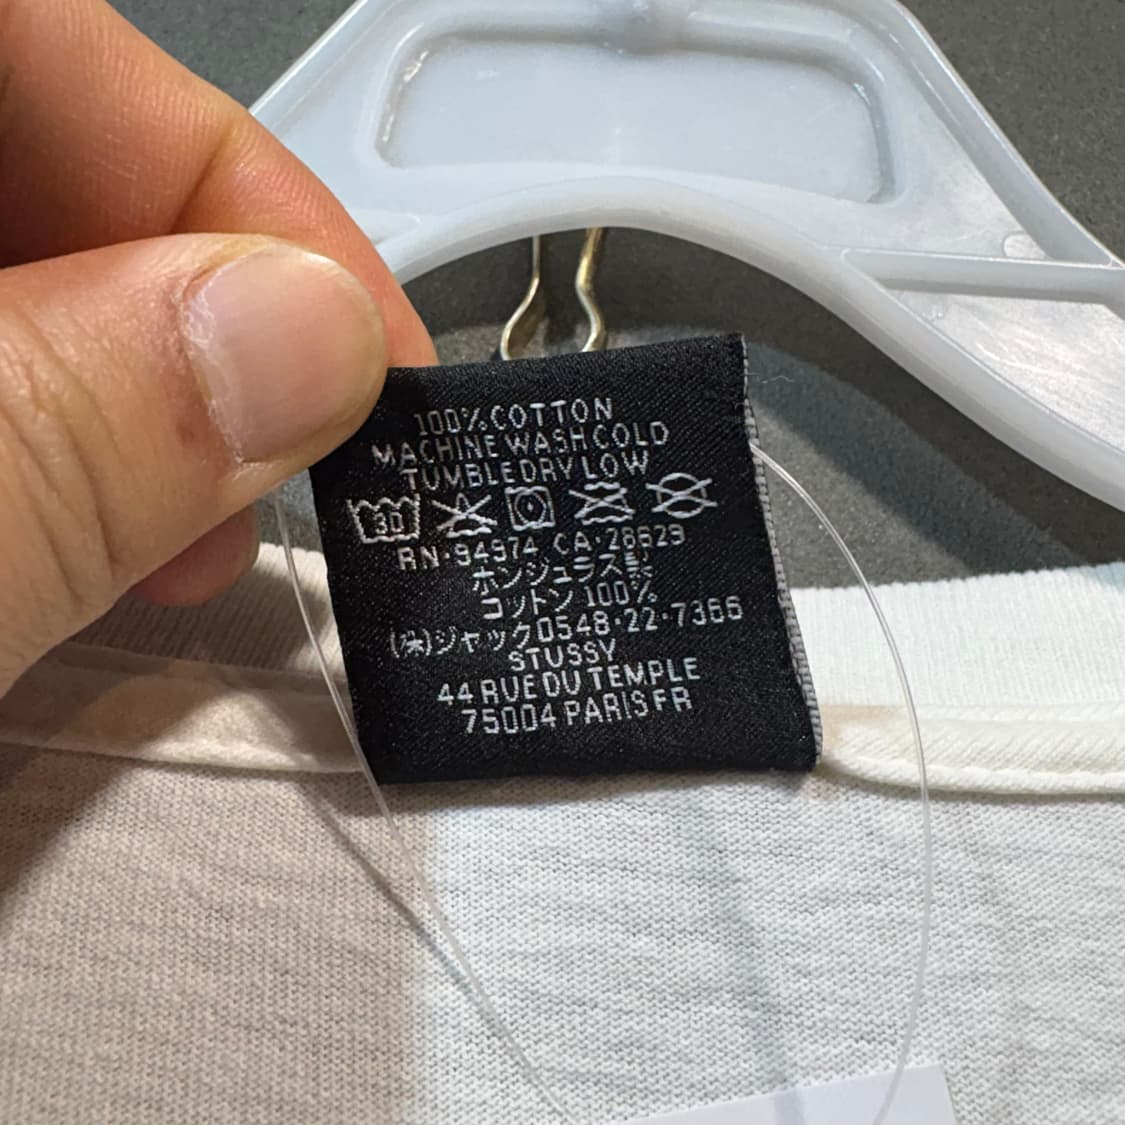 100% COTTON
MACHINE WASH COLD
TUMBLE DRY LOW
30
RN·94974 CA·28629
ホンジュラス製
コットン 100%
(株)ジャック0548·22·7366
STUSSY
44 RUE DU TEMPLE
75004 PARIS FR